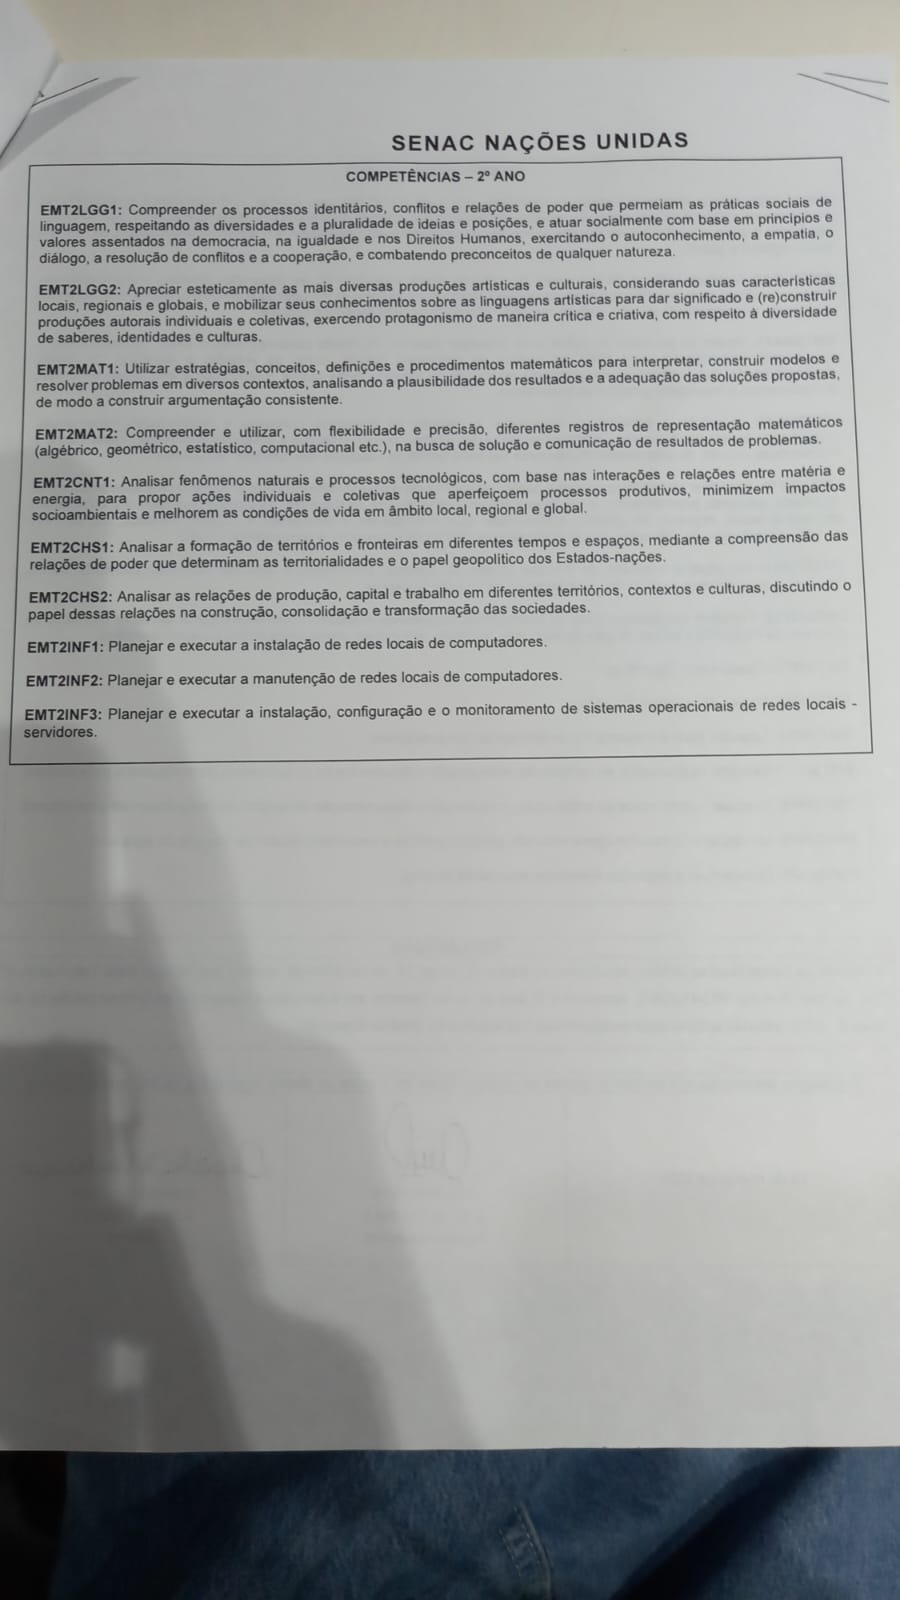 SENAC NAÇÕES UNIDAS
COMPETÊNCIAS – 2º ANO
EMT2LGG1: Compreender os processos identitários, conflitos e relações de poder que permeiam as práticas sociais de
linguagem, respeitando as diversidades e a pluralidade de ideias e posições, e atuar socialmente com base em princípios e
valores assentados na democracia, na igualdade e nos Direitos Humanos, exercitando o autoconhecimento, a empatia, o
diálogo, a resolução de conflitos e a cooperação, e combatendo preconceitos de qualquer natureza.
EMT2LGG2: Apreciar esteticamente as mais diversas produções artísticas e culturais, considerando suas características
locais, regionais e globais, e mobilizar seus conhecimentos sobre as linguagens artísticas para dar significado e (re)construir
produções autorais individuais e coletivas, exercendo protagonismo de maneira crítica e criativa, com respeito à diversidade
de saberes, identidades e culturas.
EMT2MAT1: Utilizar estratégias, conceitos, definições e procedimentos matemáticos para interpretar, construir modelos e
resolver problemas em diversos contextos, analisando a plausibilidade dos resultados e a adequação das soluções propostas,
de modo a construir argumentação consistente.
EMT2MAT2: Compreender e utilizar, com flexibilidade e precisão, diferentes registros de representação matemáticos
(algébrico, geométrico, estatístico, computacional etc.), na busca de solução e comunicação de resultados de problemas.
EMT2CNT1: Analisar fenômenos naturais e processos tecnológicos, com base nas interações e relações entre matéria e
energia, para propor ações individuais e coletivas que aperfeiçoem processos produtivos, minimizem impactos
socioambientais e melhorem as condições de vida em âmbito local, regional e global.
EMT2CHS1: Analisar a formação de territórios e fronteiras em diferentes tempos e espaços, mediante a compreensão das
relações de poder que determinam as territorialidades e o papel geopolítico dos Estados-nações.
EMT2CHS2: Analisar as relações de produção, capital e trabalho em diferentes territórios, contextos e culturas, discutindo o
papel dessas relações na construção, consolidação e transformação das sociedades.
EMT2INF1: Planejar e executar a instalação de redes locais de computadores.
EMT2INF2: Planejar e executar a manutenção de redes locais de computadores.
EMT2INF3: Planejar e executar a instalação, configuração e o monitoramento de sistemas operacionais de redes locais -
servidores.